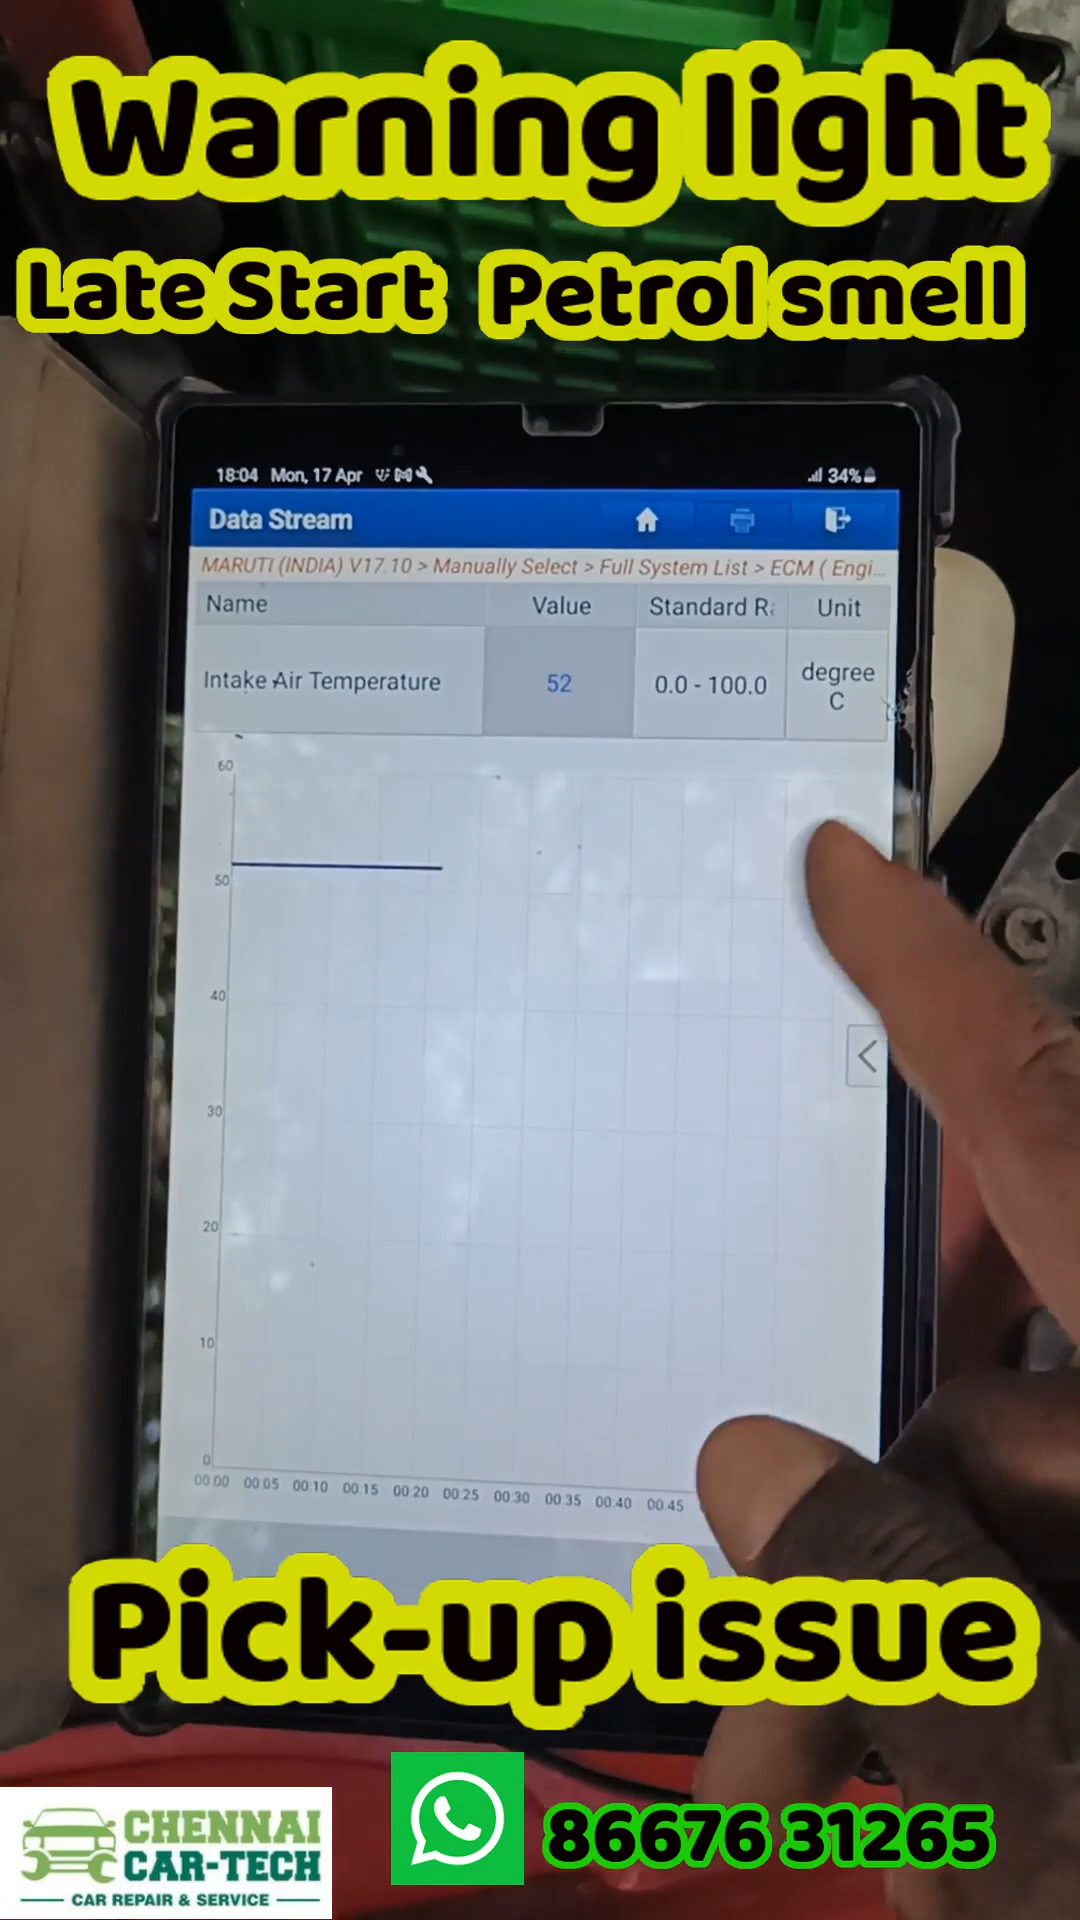 Warning light
Late Start Petrol smell
18:04 Mon, 17 Apr
34%
Data Stream
MARUTI (INDIA) V17.10 > Manually Select > Full System List > ECM ( Engi...
Name Value Standard Ra Unit
Intake Air Temperature 52 0.0 - 100.0 degree C
60
50
40
30
20
10
0
00:00 00:05 00:10 00:15 00:20 00:25 00:30 00:35 00:40 00:45
Pick-up issue
CHENNAI
CAR-TECH
CAR REPAIR & SERVICE
86676 31265